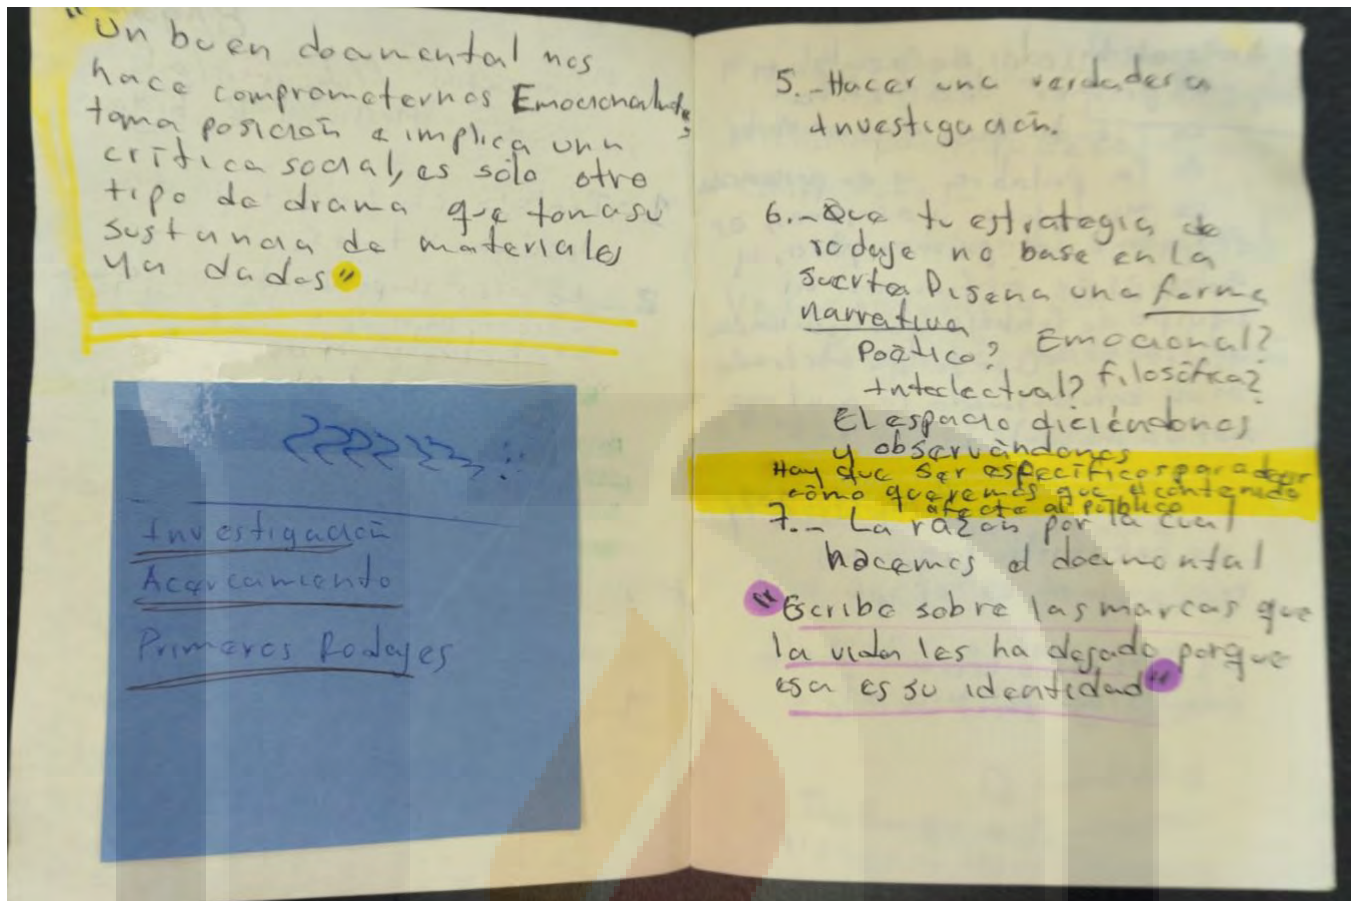 "Un buen documental nos
hace comprometernos Emocionalmte,
toma posición e implica una
crítica social, es sólo otro
tipo de drama que toma su
sustancia de materiales
ya dados"
Investigación
Acercamiento
Primeros Rodajes
5.-Hacer una verdadera
Investigación.
6.-Que tu estrategia de
rodaje no base en la
suerte. Diseña una forma
narrativa
Poético? Emocional?
Intelectual? filosófica?
El espacio diciéndonos
y observándonos
Hay que ser específicos para
cómo queremos que el contenido
afecte al público
7.- La razón por la cual
hacemos el documental
"Escribe sobre las marcas que
la vida les ha dejado porque
esa es su identidad"